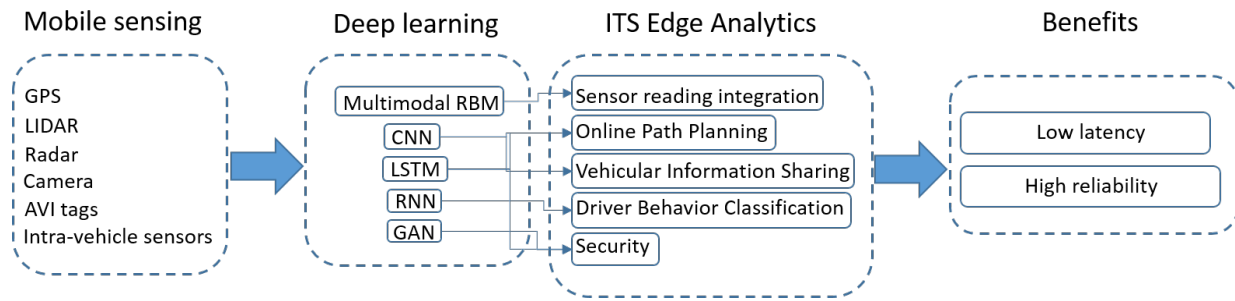 Mobile sensing
GPS
LIDAR
Radar
Camera
AVI tags
Intra-vehicle sensors
Deep learning
Multimodal RBM
CNN
LSTM
RNN
GAN
ITS Edge Analytics
Sensor reading integration
Online Path Planning
Vehicular Information Sharing
Driver Behavior Classification
Security
Benefits
Low latency
High reliability